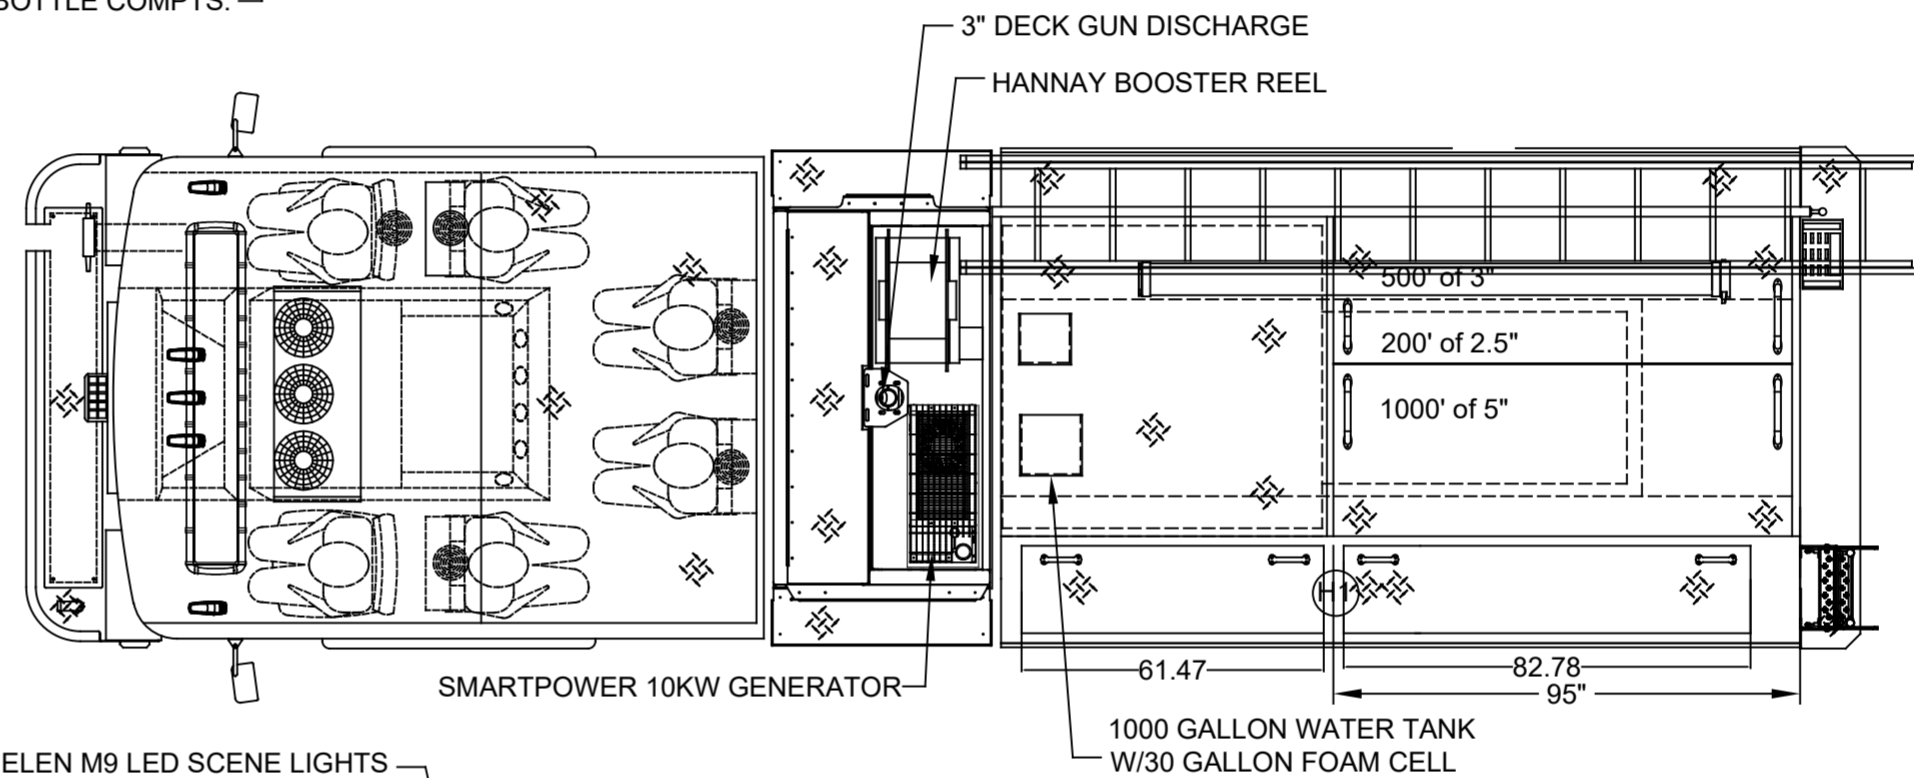 BOTTLE COMPTS.
3" DECK GUN DISCHARGE
HANNAY BOOSTER REEL
500' of 3"
200' of 2.5"
1000' of 5"
H1
61.47
82.78
95"
SMARTPOWER 10KW GENERATOR
1000 GALLON WATER TANK
W/30 GALLON FOAM CELL
ELEN M9 LED SCENE LIGHTS